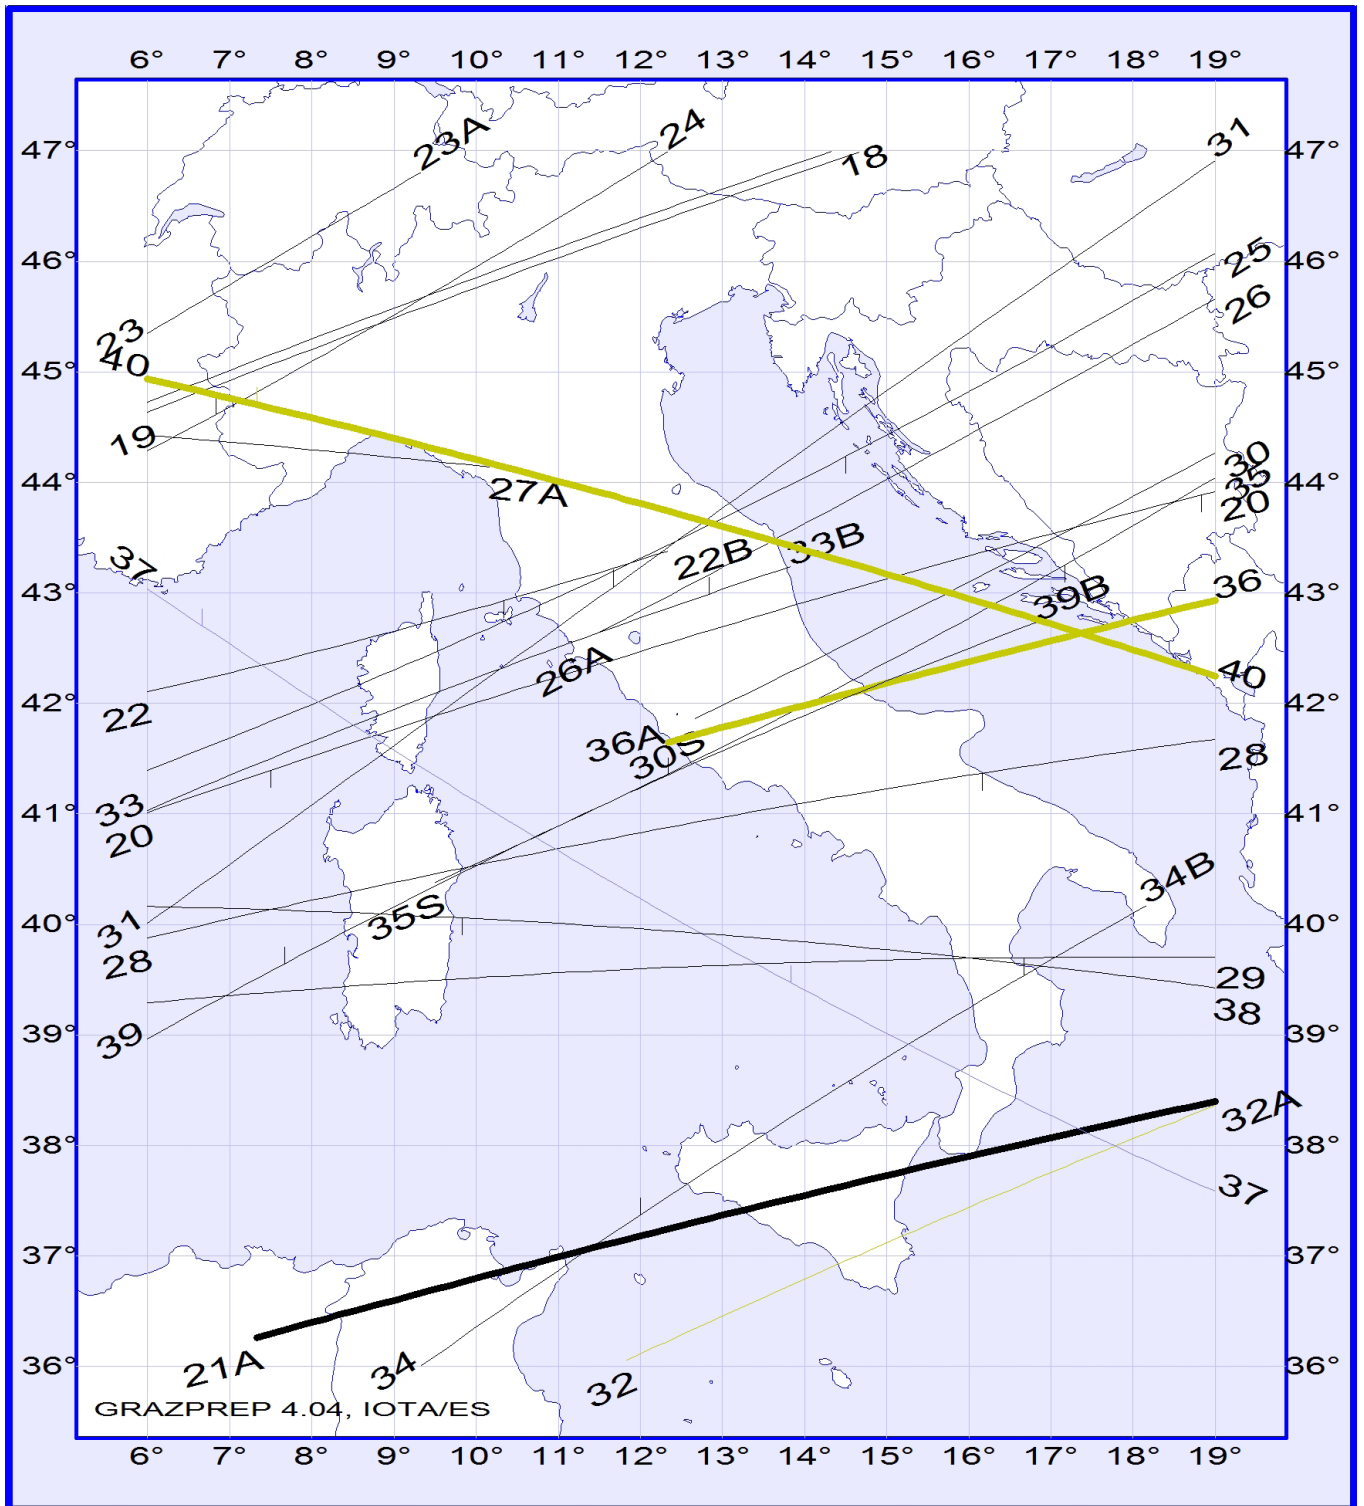 6° 7° 8° 9° 10° 11° 12° 13° 14° 15° 16° 17° 18° 19°
23A 24 18 31
47° 47°
46° 25 46°
26
23
40
45° 45°
19
27A
30
35
20
44° 44°
37 22B 33B
43° 39B 36 43°
26A
40
22
42° 42°
36A
30S
28
33
41° 41°
20
34B
31 35S
40° 40°
28
29
38
39
39° 39°
32A
38° 38°
37
37° 37°
21A 34 32
36° 36°
GRAZPREP 4.04, IOTA/ES
6° 7° 8° 9° 10° 11° 12° 13° 14° 15° 16° 17° 18° 19°